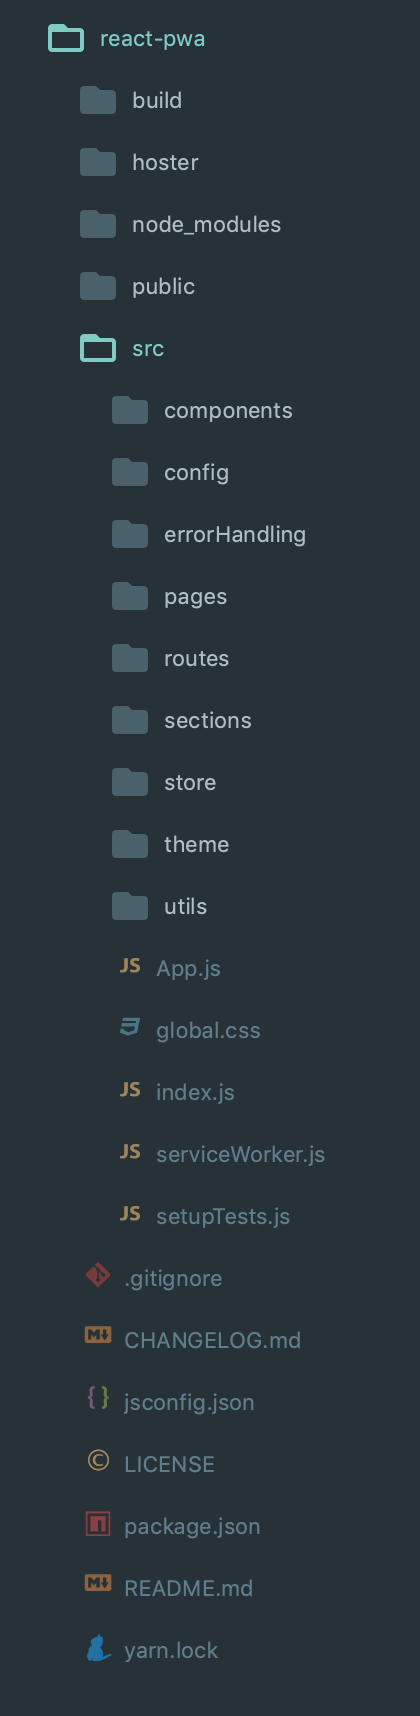 react-pwa
build
hoster
node_modules
public
src
components
config
errorHandling
pages
routes
sections
store
theme
utils
JS App.js
global.css
JS index.js
JS serviceWorker.js
JS setupTests.js
.gitignore
M CHANGELOG.md
{ } jsconfig.json
© LICENSE
package.json
M README.md
yarn.lock